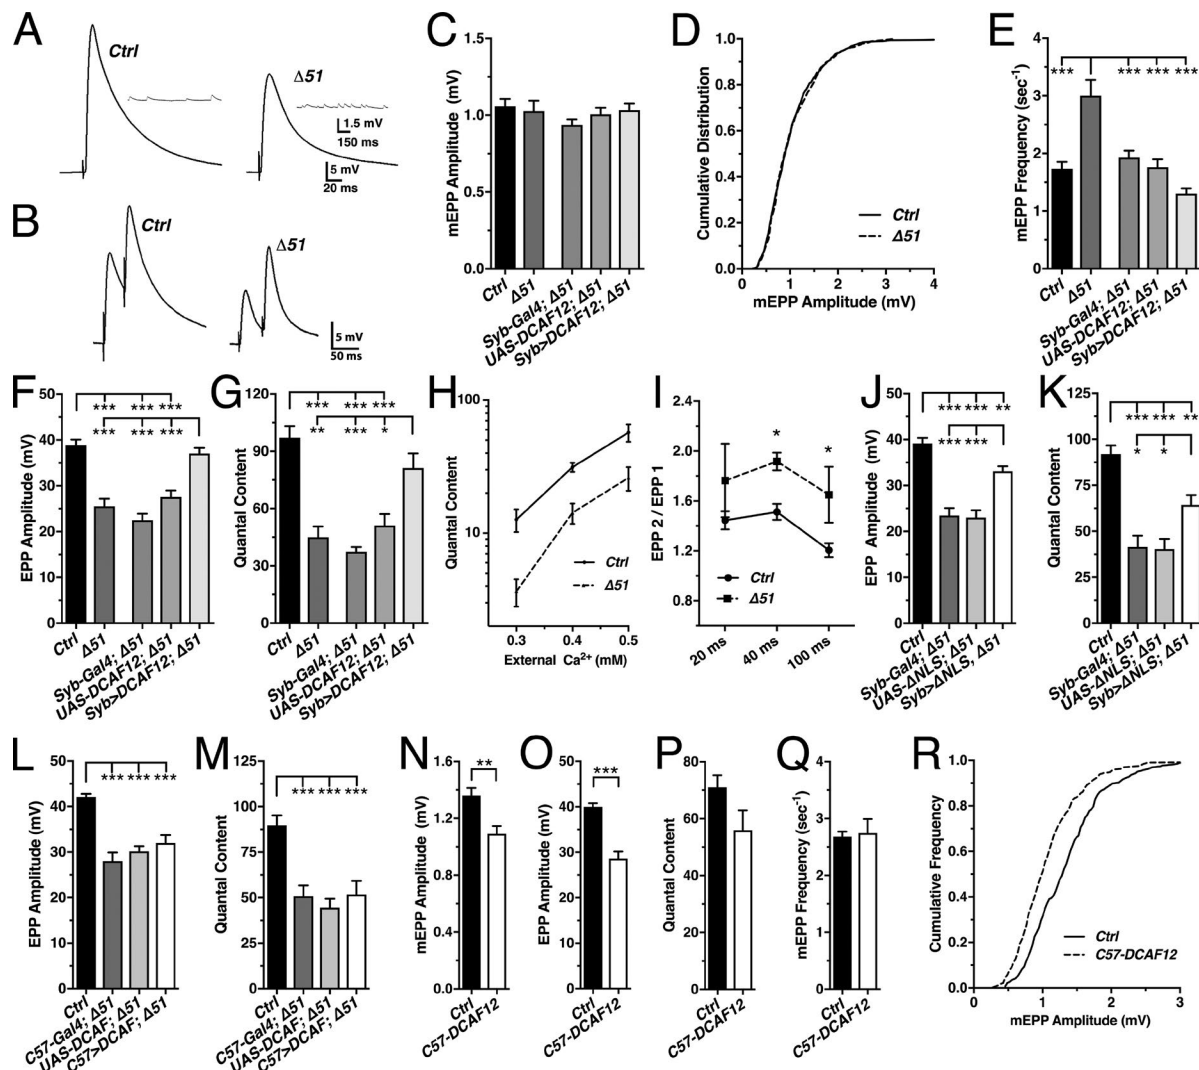 A
Ctrl
Δ51
1.5 mV
150 ms
5 mV
20 ms
B
Ctrl
Δ51
5 mV
50 ms
C
mEPP Amplitude (mV)
1.5
1.0
0.5
0.0
Ctrl
Δ51
Syb-Gal4; Δ51
UAS-DCAF12; Δ51
Syb>DCAF12; Δ51
D
Cumulative Distribution
1.0
0.8
0.6
0.4
0.2
0.0
Ctrl
Δ51
0 1 2 3 4
mEPP Amplitude (mV)
E
mEPP Frequency (sec⁻¹)
4
3
2
1
0
*** *** *** ***
Ctrl
Δ51
Syb-Gal4; Δ51
UAS-DCAF12; Δ51
Syb>DCAF12; Δ51
F
EPP Amplitude (mV)
50
40
30
20
10
0
*** *** ***
*** *** ***
Ctrl
Δ51
Syb-Gal4; Δ51
UAS-DCAF12; Δ51
Syb>DCAF12; Δ51
G
Quantal Content
120
90
60
30
0
*** *** ***
** *** *
Ctrl
Δ51
Syb-Gal4; Δ51
UAS-DCAF12; Δ51
Syb>DCAF12; Δ51
H
Quantal Content
100
10
Ctrl
Δ51
0.3 0.4 0.5
External Ca²⁺ (mM)
I
EPP 2 / EPP 1
2.4
2.0
1.6
1.2
0.8
* *
Ctrl
Δ51
20 ms
40 ms
100 ms
J
EPP Amplitude (mV)
50
40
30
20
10
0
*** *** **
*** ***
Ctrl
Syb-Gal4; Δ51
UAS-ΔNLS; Δ51
Syb>ΔNLS; Δ51
K
Quantal Content
125
100
75
50
25
0
*** *** **
* *
Ctrl
Syb-Gal4; Δ51
UAS-ΔNLS; Δ51
Syb>ΔNLS; Δ51
L
EPP Amplitude (mV)
50
40
30
20
10
0
*** *** ***
Ctrl
C57-Gal4; Δ51
UAS-DCAF; Δ51
C57>DCAF; Δ51
M
Quantal Content
125
100
75
50
25
0
*** *** ***
Ctrl
C57-Gal4; Δ51
UAS-DCAF; Δ51
C57>DCAF; Δ51
N
mEPP Amplitude (mV)
1.6
1.2
0.8
0.4
0.0
**
Ctrl
C57-DCAF12
O
EPP Amplitude (mV)
50
40
30
20
10
0
***
Ctrl
C57-DCAF12
P
Quantal Content
80
60
40
20
0
Ctrl
C57-DCAF12
Q
mEPP Frequency (sec⁻¹)
4
3
2
1
0
Ctrl
C57-DCAF12
R
Cumulative Frequency
1.0
0.8
0.6
0.4
0.2
0.0
Ctrl
C57-DCAF12
0 1 2 3
mEPP Amplitude (mV)